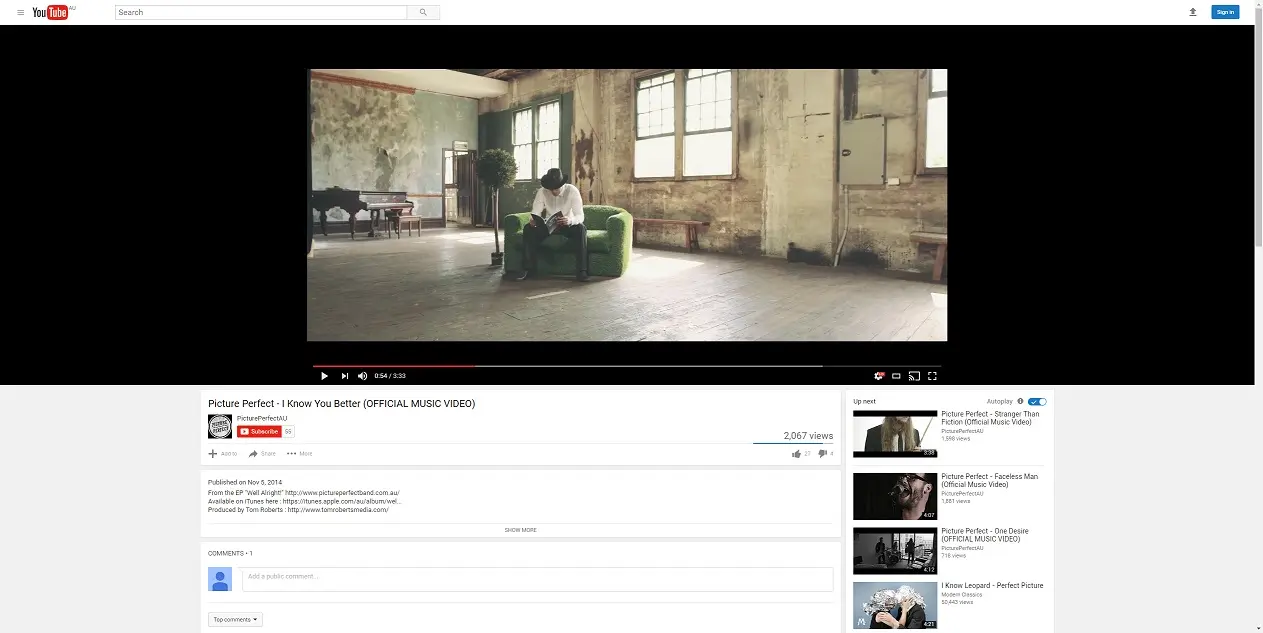 YouTube AU
Search
Sign in
0:54 / 3:33
Picture Perfect - I Know You Better (OFFICIAL MUSIC VIDEO)
PicturePerfectAU
Subscribe 55
2,067 views
Add to Share More
27 4
Published on Nov 5, 2014
From the EP "Well Alright!" http://www.pictureperfectband.com.au/
Available on iTunes here : https://itunes.apple.com/au/album/wel...
Produced by Tom Roberts : http://www.tomrobertsmedia.com/
SHOW MORE
COMMENTS • 1
Add a public comment...
Top comments
Up next
Autoplay
Picture Perfect - Stranger Than
Fiction (Official Music Video)
PicturePerfectAU
1,598 views
3:38
Picture Perfect - Faceless Man
(Official Music Video)
PicturePerfectAU
1,881 views
4:07
Picture Perfect - One Desire
(OFFICIAL MUSIC VIDEO)
PicturePerfectAU
718 views
4:12
I Know Leopard - Perfect Picture
Modern Classics
60,443 views
M
4:21